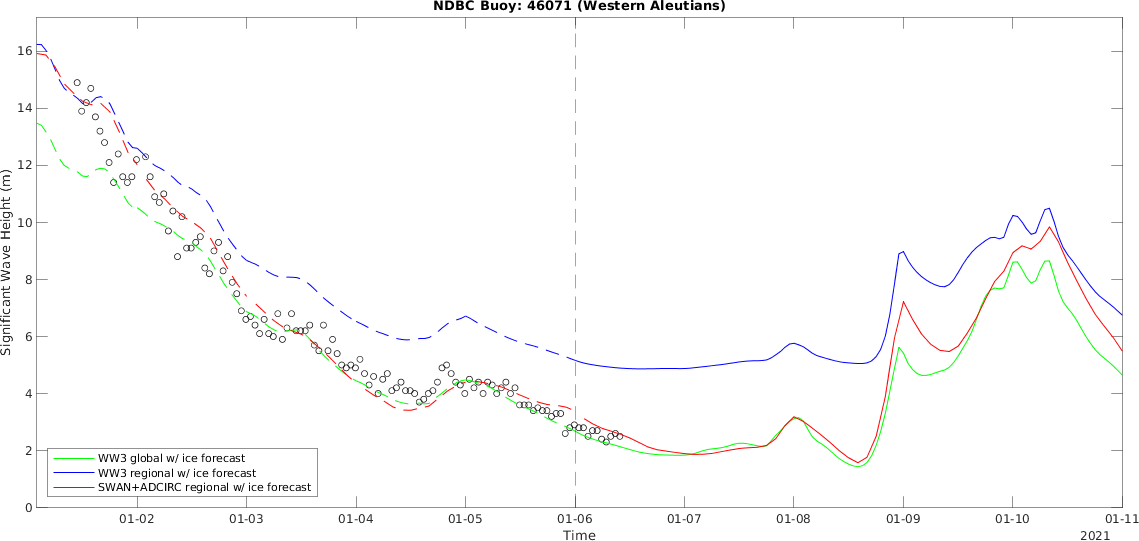 NDBC Buoy: 46071 (Western Aleutians)
Significant Wave Height (m)
16
14
12
10
8
6
4
2
0
WW3 global w/ ice forecast
WW3 regional w/ ice forecast
SWAN+ADCIRC regional w/ ice forecast
01-02 01-03 01-04 01-05 01-06 01-07 01-08 01-09 01-10 01-11
Time
2021